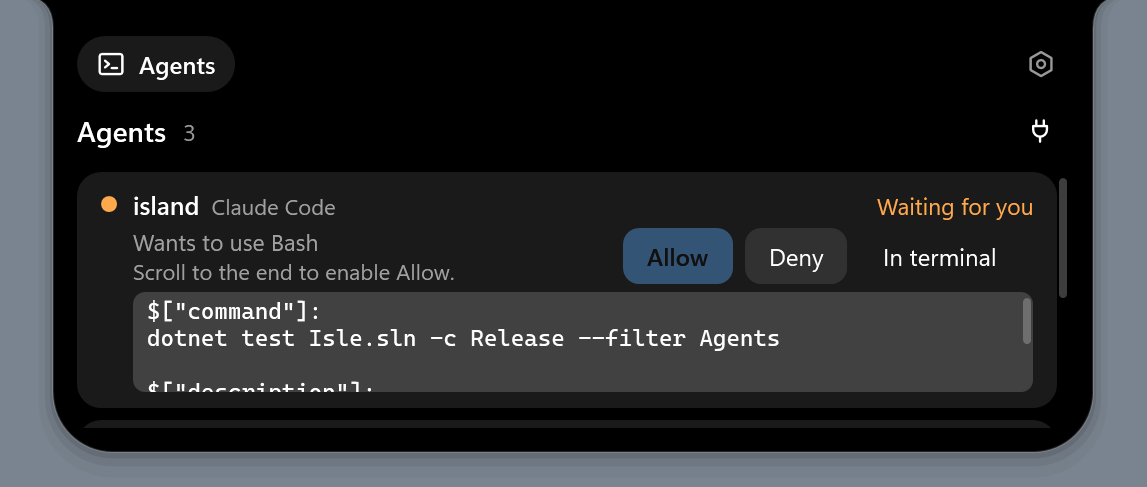 Agents
Agents 3
island Claude Code Waiting for you
Wants to use Bash
Scroll to the end to enable Allow.
Allow Deny In terminal
$["command"]:
dotnet test Isle.sln -c Release --filter Agents
$["description"]: